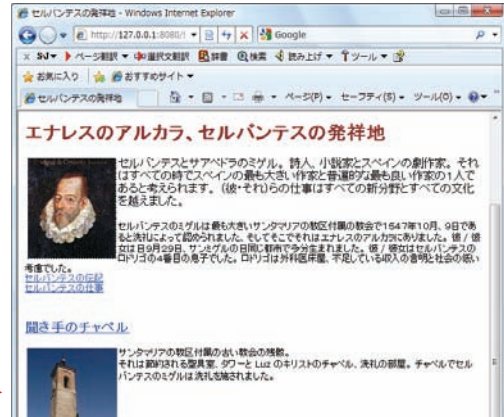 セルバンテスの発祥地 - Windows Internet Explorer
http://127.0.0.1:8080/
Google
SJ ページ翻訳 中 選択文翻訳 辞書 検索 読み上げ ツール
お気に入り おすすめサイト
セルバンテスの発祥地
ページ(P) セーフティ(S) ツール(O)
エナレスのアルカラ、セルバンテスの発祥地
セルバンテスとサアベドラのミゲル。詩人、小説家とスペインの劇作家。それ
はすべての時でスペインの最も大きい作家と普遍的な最も良い作家の1人で
あると考えられます。(彼・それ)らの仕事はすべての新分野とすべての文化
を越えました。
セルバンテスのミゲルは最も大きいサンタマリアの教区付属の教会で1547年10月、9日であ
ると洗礼によって認められました、そしてそこでそれはエナレスのアルカラにありました。彼/彼
女は日9月29日、サンミゲルの日同じ都市で多分生まれました。彼/彼女はセルバンテスの
ロドリゴの4番目の息子でした。ロドリゴは外科医床屋、不足している収入の音明と社会の低い
考慮でした。
セルバンテスの伝記
セルバンテスの仕事
聞き手のチャペル
サンタマリアの教区付属の古い教会の残骸。
それは節約される聖具室、タワーと Luz のキリストのチャペル、洗礼の部屋。チャペルでセル
バンテスのミゲルは洗礼を施されました。